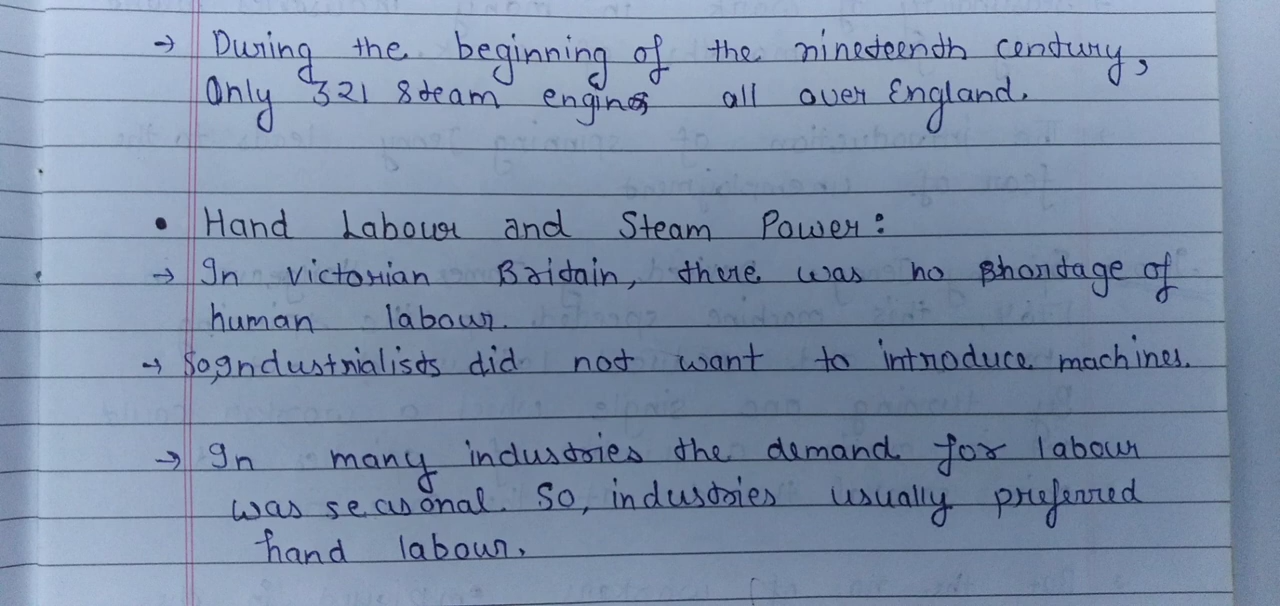 → During the beginning of the nineteenth century,
Only 321 steam engines all over England.
• Hand Labour and Steam Power:
→ In Victorian Britain, there was no shortage of
human labour.
→ So, Industrialists did not want to introduce machines.
→ In many industries the demand for labour
was seasonal. So, industries usually preferred
hand labour.